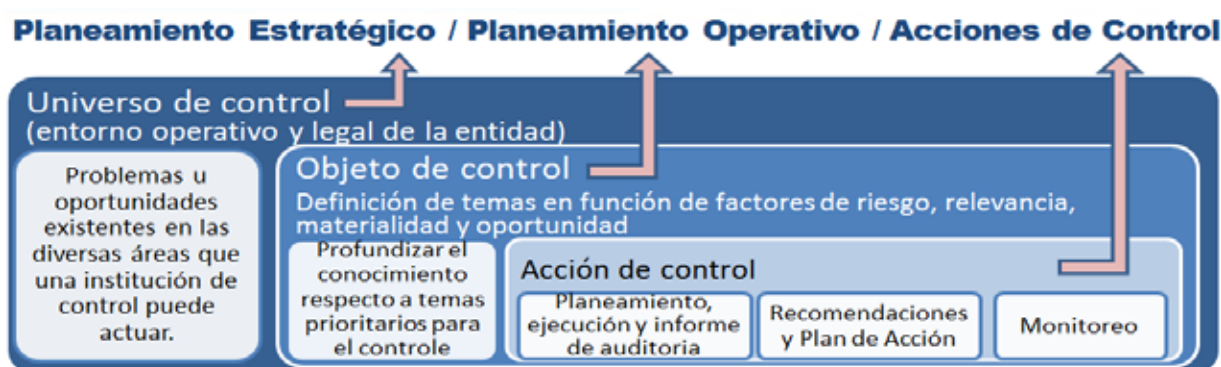 Planeamiento Estratégico / Planeamiento Operativo / Acciones de Control
Universo de control
(entorno operativo y legal de la entidad)
Problemas u
oportunidades
existentes en las
diversas áreas que
una institución de
control puede
actuar.
Objeto de control
Definición de temas en función de factores de riesgo, relevancia,
materialidad y oportunidad
Profundizar el
conocimiento
respecto a temas
prioritarios para
el controle
Acción de control
Planeamiento,
ejecución y informe
de auditoria
Recomendaciones
y Plan de Acción
Monitoreo